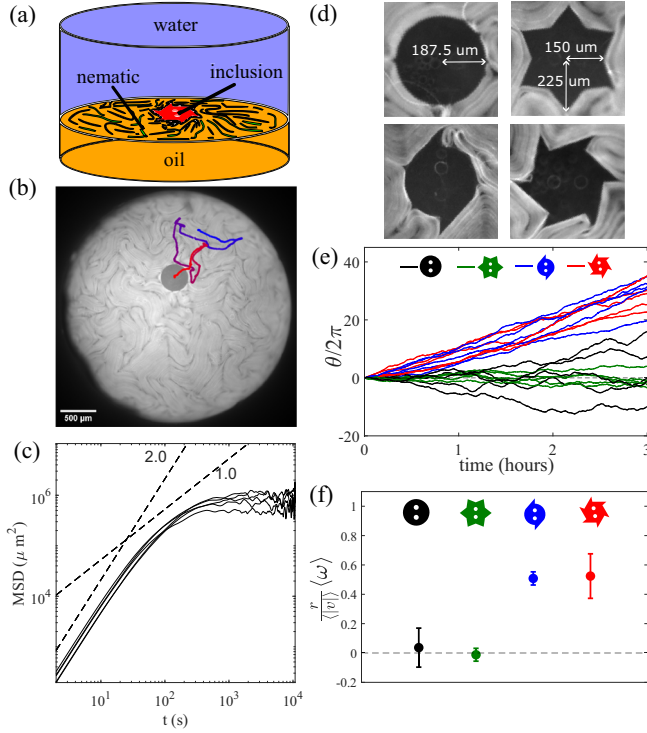 (a)
water
nematic
inclusion
oil
(b)
500 μm
(c)
2.0
1.0
MSD (μ m²)
10⁶
10⁴
10¹
10²
10³
10⁴
t (s)
(d)
187.5 um
150 um
225 um
(e)
θ/2π
40
20
0
-20
0
1
2
3
time (hours)
(f)
r/⟨|v|⟩ ⟨ω⟩
1
0.8
0.6
0.4
0.2
0
-0.2